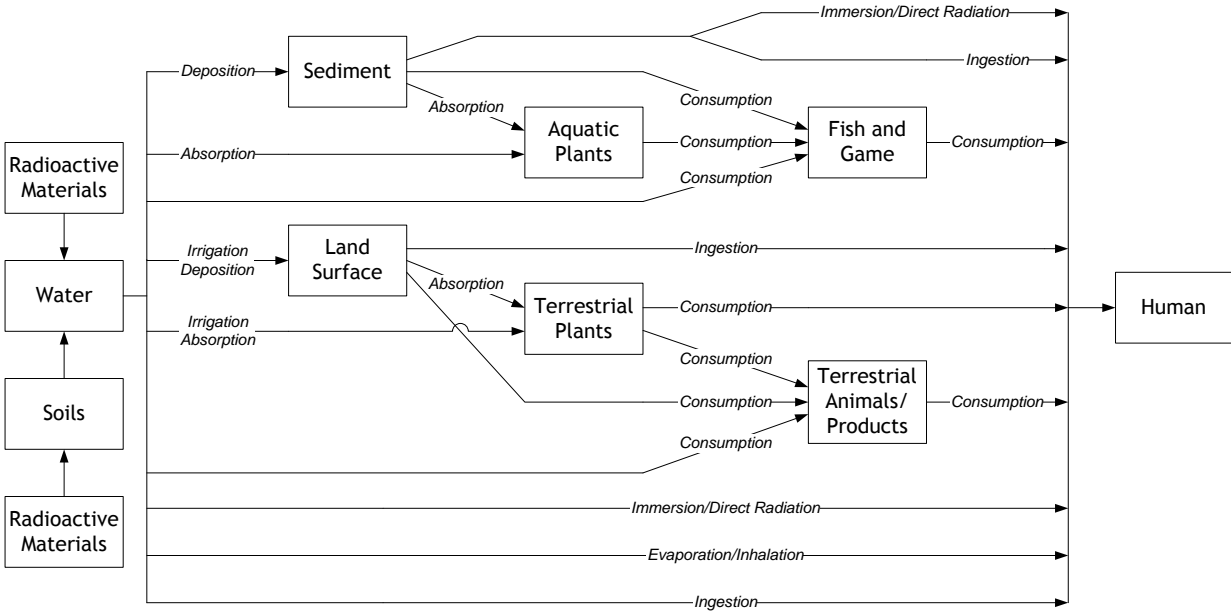 Immersion/Direct Radiation
Deposition
Sediment
Ingestion
Consumption
Absorption
Aquatic
Plants
Fish and
Game
Consumption
Consumption
Absorption
Radioactive
Materials
Consumption
Irrigation
Deposition
Land
Surface
Ingestion
Absorption
Water
Terrestrial
Plants
Consumption
Human
Irrigation
Absorption
Consumption
Soils
Terrestrial
Animals/
Products
Consumption
Consumption
Consumption
Radioactive
Materials
Immersion/Direct Radiation
Evaporation/Inhalation
Ingestion